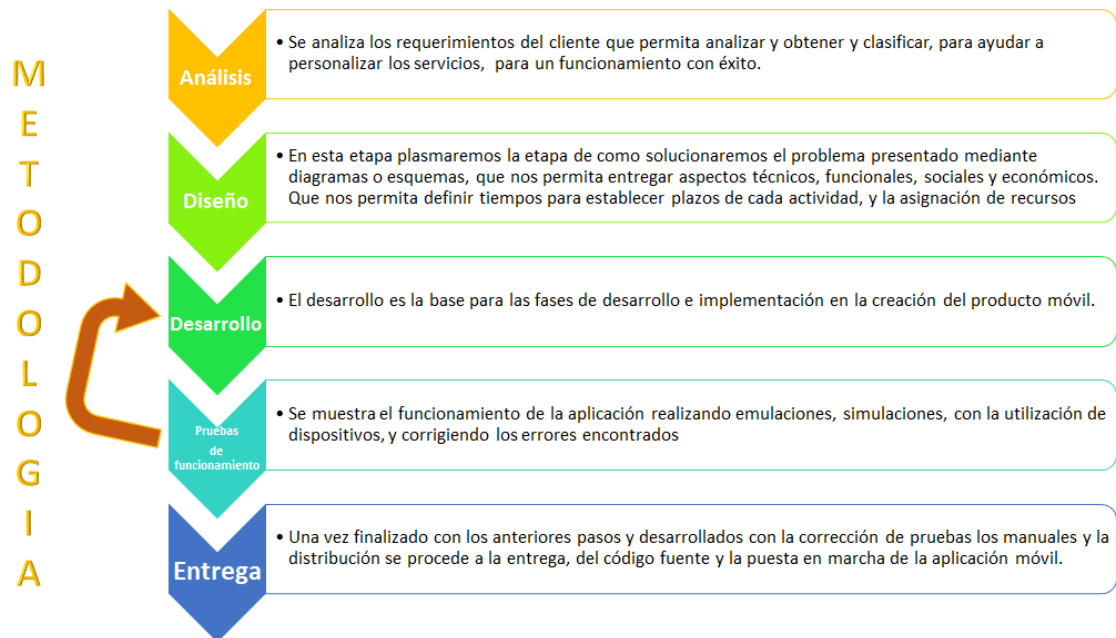 METODOLOGIA
Análisis
• Se analiza los requerimientos del cliente que permita analizar y obtener y clasificar, para ayudar a
personalizar los servicios, para un funcionamiento con éxito.
Diseño
• En esta etapa plasmaremos la etapa de como solucionaremos el problema presentado mediante
diagramas o esquemas, que nos permita entregar aspectos técnicos, funcionales, sociales y económicos.
Que nos permita definir tiempos para establecer plazos de cada actividad, y la asignación de recursos
Desarrollo
• El desarrollo es la base para las fases de desarrollo e implementación en la creación del producto móvil.
Pruebas
de
funcionamiento
• Se muestra el funcionamiento de la aplicación realizando emulaciones, simulaciones, con la utilización de
dispositivos, y corrigiendo los errores encontrados
Entrega
• Una vez finalizado con los anteriores pasos y desarrollados con la corrección de pruebas los manuales y la
distribución se procede a la entrega, del código fuente y la puesta en marcha de la aplicación móvil.